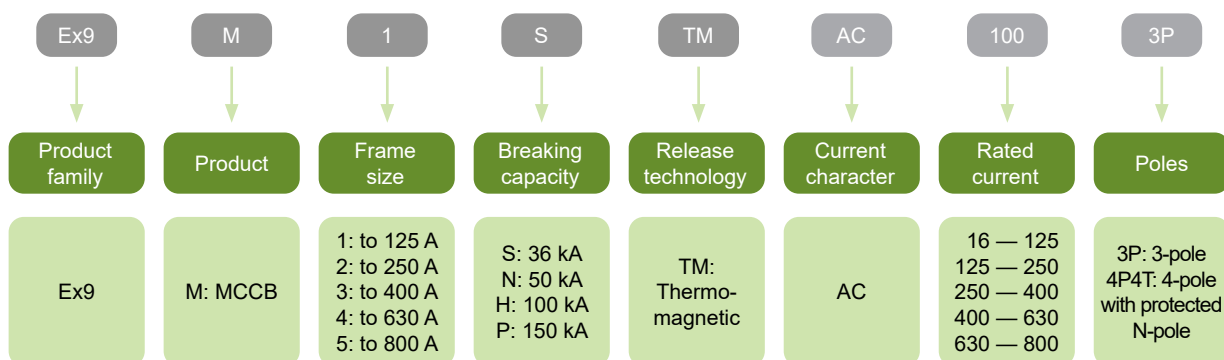 Ex9 M 1 S TM AC 100 3P
Product family
Product
Frame size
Breaking capacity
Release technology
Current character
Rated current
Poles
Ex9
M: MCCB
1: to 125 A
2: to 250 A
3: to 400 A
4: to 630 A
5: to 800 A
S: 36 kA
N: 50 kA
H: 100 kA
P: 150 kA
TM:
Thermo-
magnetic
AC
16 — 125
125 — 250
250 — 400
400 — 630
630 — 800
3P: 3-pole
4P4T: 4-pole
with protected
N-pole